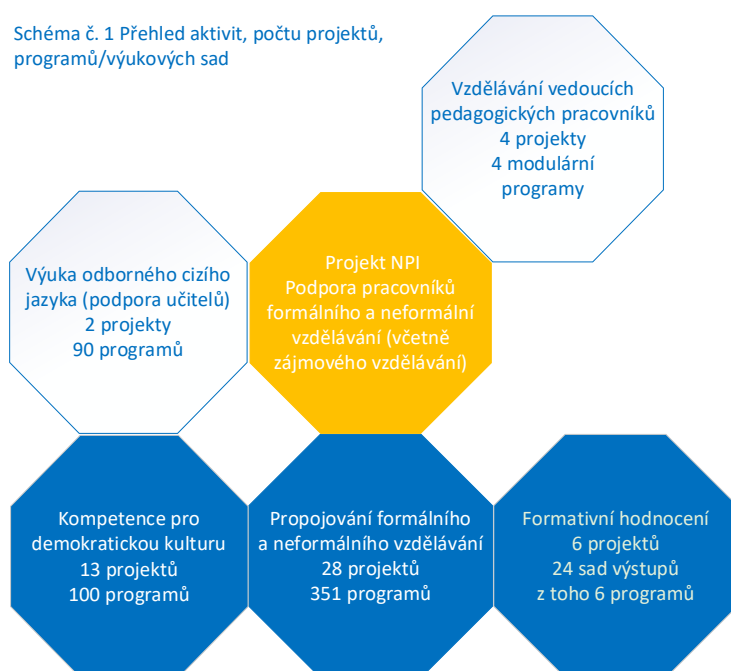 Schéma č. 1 Přehled aktivit, počtu projektů,
programů/výukových sad
Vzdělávání vedoucích
pedagogických pracovníků
4 projekty
4 modulární
programy
Výuka odborného cizího
jazyka (podpora učitelů)
2 projekty
90 programů
Projekt NPI
Podpora pracovníků
formálního a neformální
vzdělávání (včetně
zájmového vzdělávání)
Kompetence pro
demokratickou kulturu
13 projektů
100 programů
Propojování formálního
a neformálního vzdělávání
28 projektů
351 programů
Formativní hodnocení
6 projektů
24 sad výstupů
z toho 6 programů